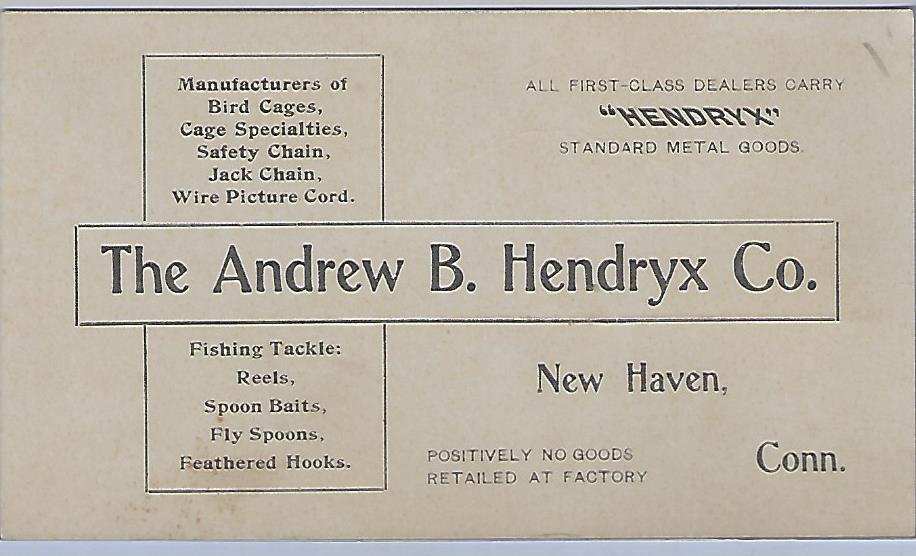 Manufacturers of
Bird Cages,
Cage Specialties,
Safety Chain,
Jack Chain,
Wire Picture Cord.
ALL FIRST-CLASS DEALERS CARRY
"HENDRYX"
STANDARD METAL GOODS.
The Andrew B. Hendryx Co.
Fishing Tackle:
Reels,
Spoon Baits,
Fly Spoons,
Feathered Hooks.
New Haven,
Conn.
POSITIVELY NO GOODS
RETAILED AT FACTORY